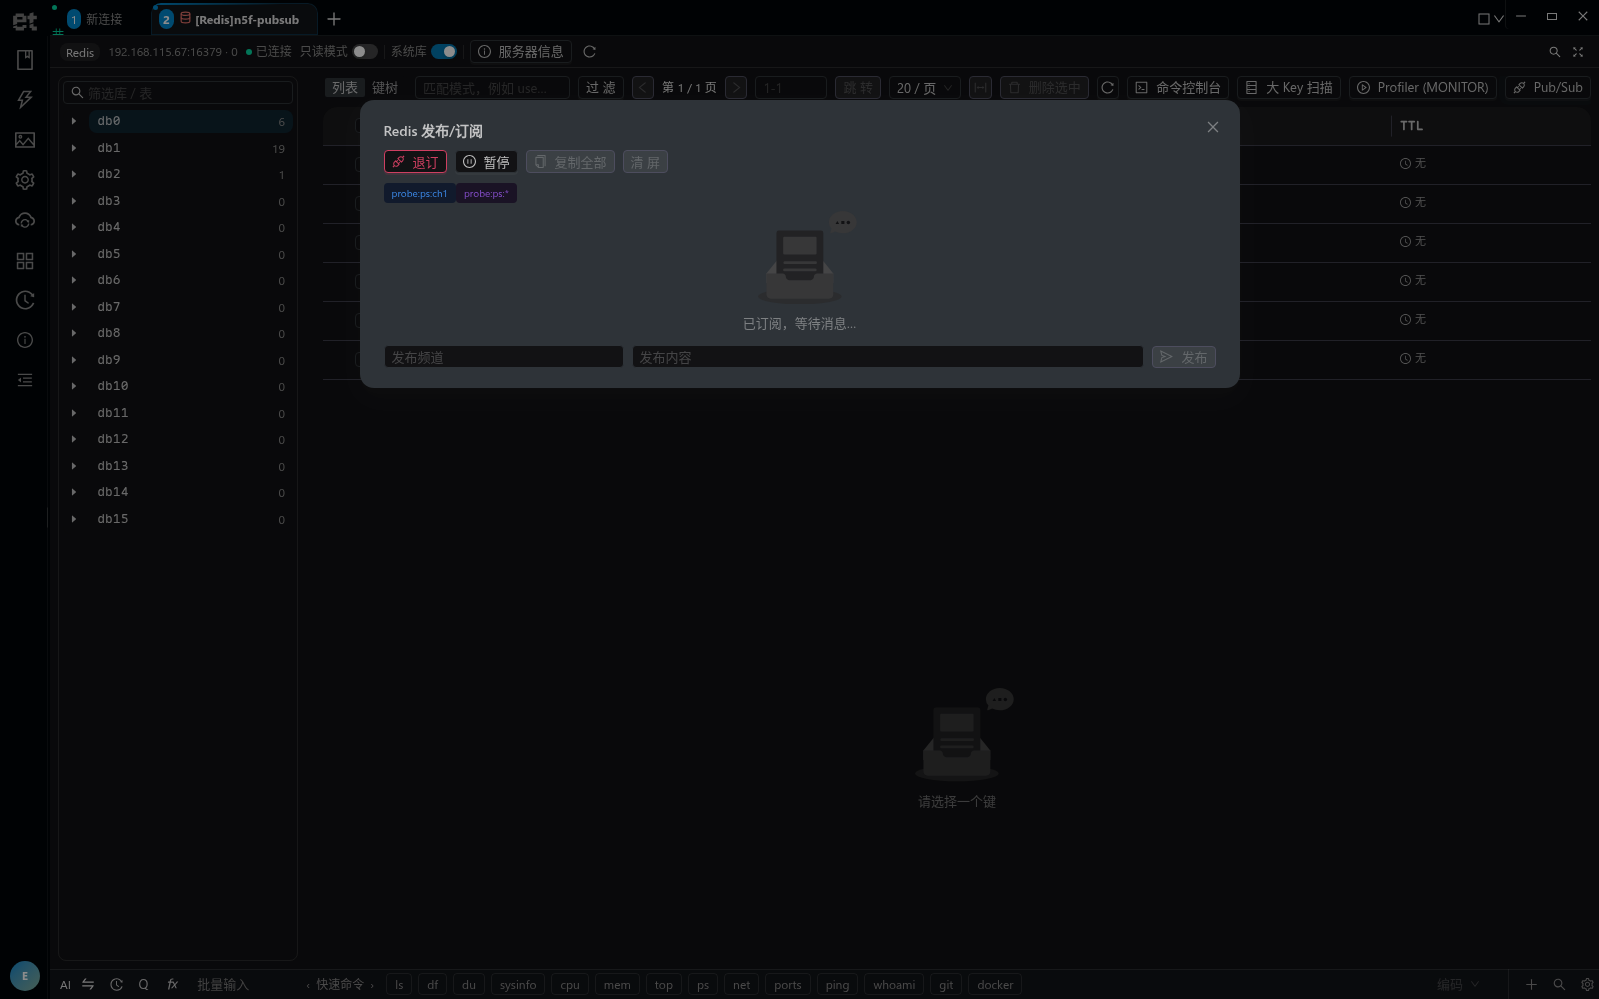 et
1 新连接
2 [Redis]n5f-pubsub
Redis 192.168.115.67:16379 · 0 已连接 只读模式 系统库 服务器信息
筛选库 / 表
列表 键树 匹配模式，例如 use... 过 滤 第 1 / 1 页 1-1 跳 转 20 / 页 删除选中 命令控制台 大 Key 扫描 Profiler (MONITOR) Pub/Sub
db0 6
db1 19
db2 1
db3 0
db4 0
db5 0
db6 0
db7 0
db8 0
db9 0
db10 0
db11 0
db12 0
db13 0
db14 0
db15 0
TTL
无
无
无
无
无
无
Redis 发布/订阅
退订 暂停 复制全部 清 屏
probe:ps:ch1 probe:ps:*
已订阅，等待消息...
发布频道 发布内容 发布
请选择一个键
E
AI Q fx 批量输入 ‹ 快速命令 › ls df du sysinfo cpu mem top ps net ports ping whoami git docker 编码